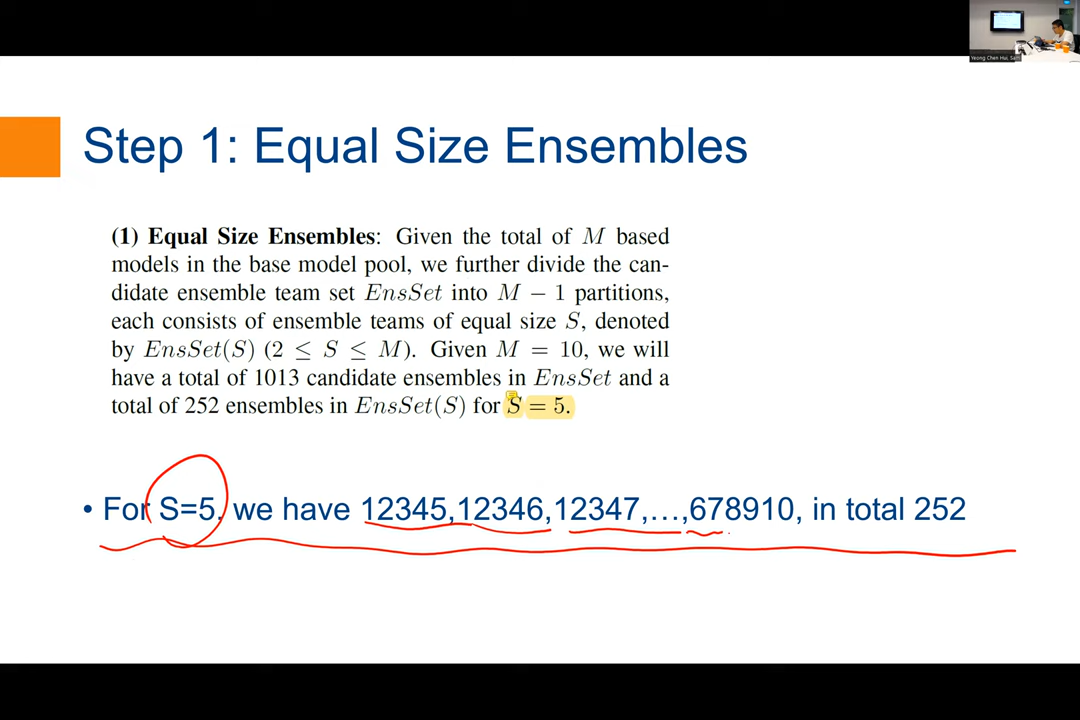 Yeong Chen Hui, Sam
Step 1: Equal Size Ensembles
(1) Equal Size Ensembles: Given the total of M based
models in the base model pool, we further divide the can-
didate ensemble team set EnsSet into M − 1 partitions,
each consists of ensemble teams of equal size S, denoted
by EnsSet(S) (2 ≤ S ≤ M). Given M = 10, we will
have a total of 1013 candidate ensembles in EnsSet and a
total of 252 ensembles in EnsSet(S) for S = 5.
• For S=5, we have 12345,12346,12347,…,678910, in total 252